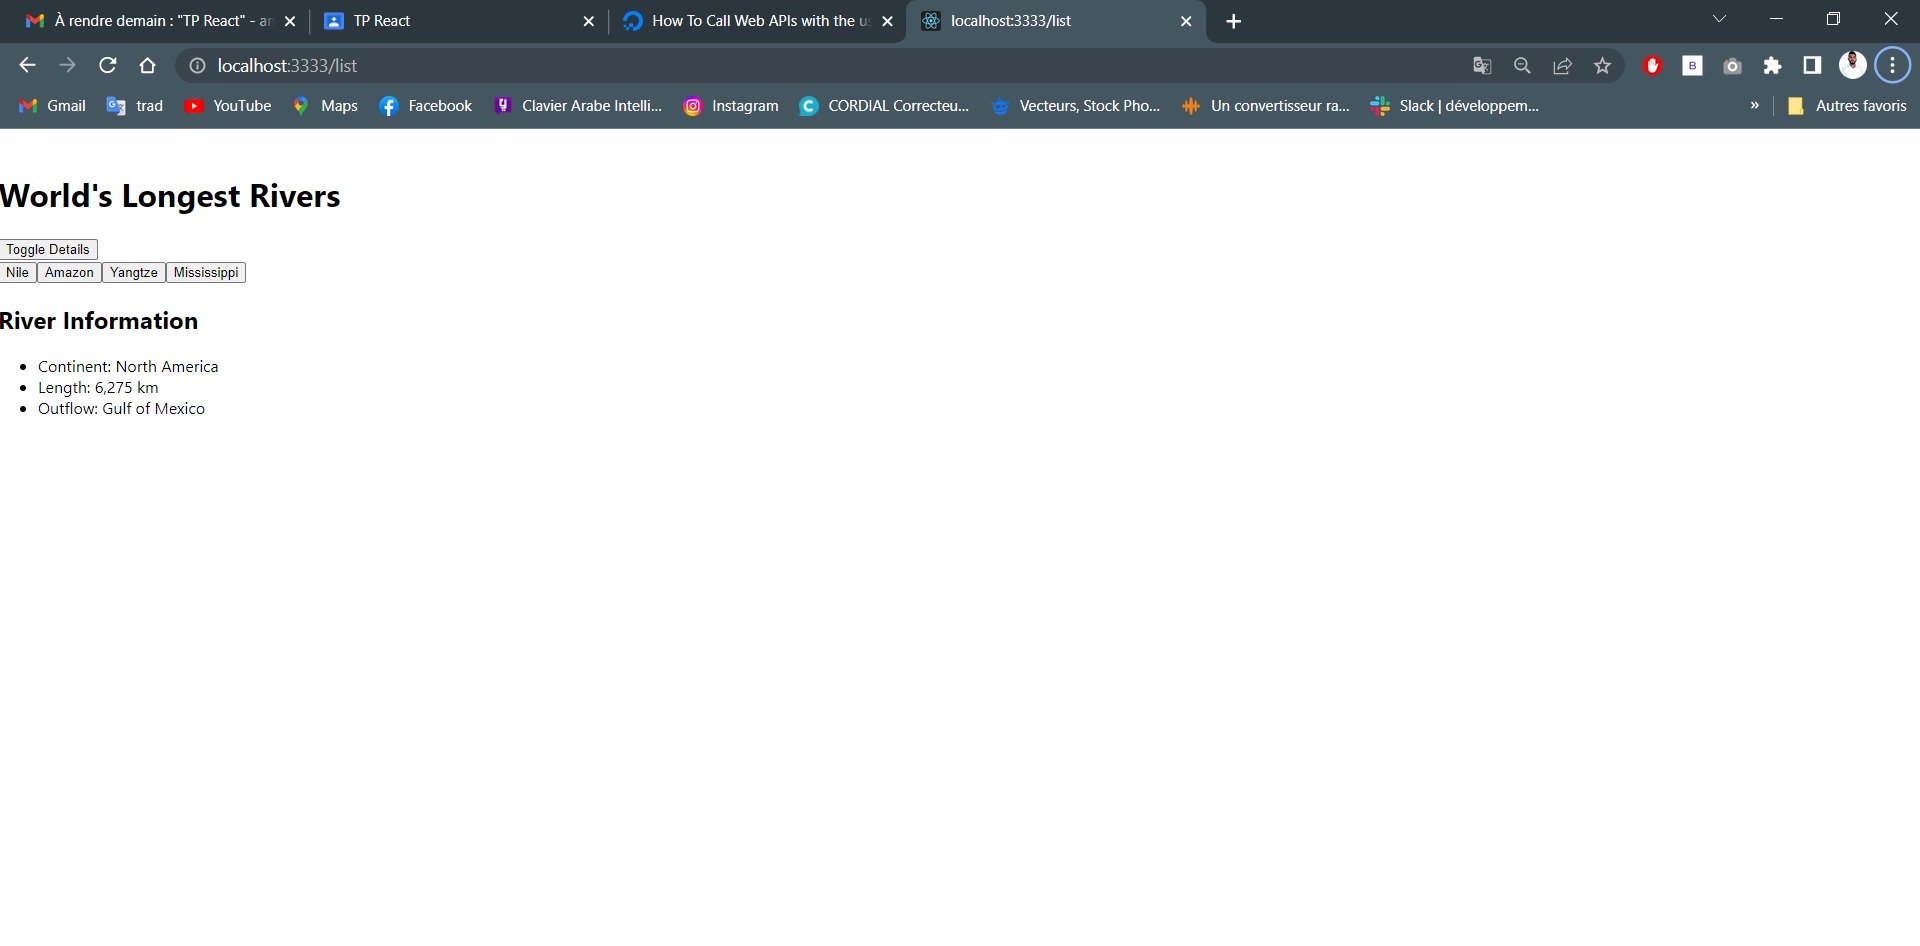 À rendre demain : "TP React" - a
TP React
How To Call Web APIs with the u
localhost:3333/list
localhost:3333/list
Gmail
trad
YouTube
Maps
Facebook
Clavier Arabe Intelli...
Instagram
CORDIAL Correcteu...
Vecteurs, Stock Pho...
Un convertisseur ra...
Slack | développem...
»
Autres favoris
World's Longest Rivers
Toggle Details
Nile Amazon Yangtze Mississippi
River Information
Continent: North America
Length: 6,275 km
Outflow: Gulf of Mexico